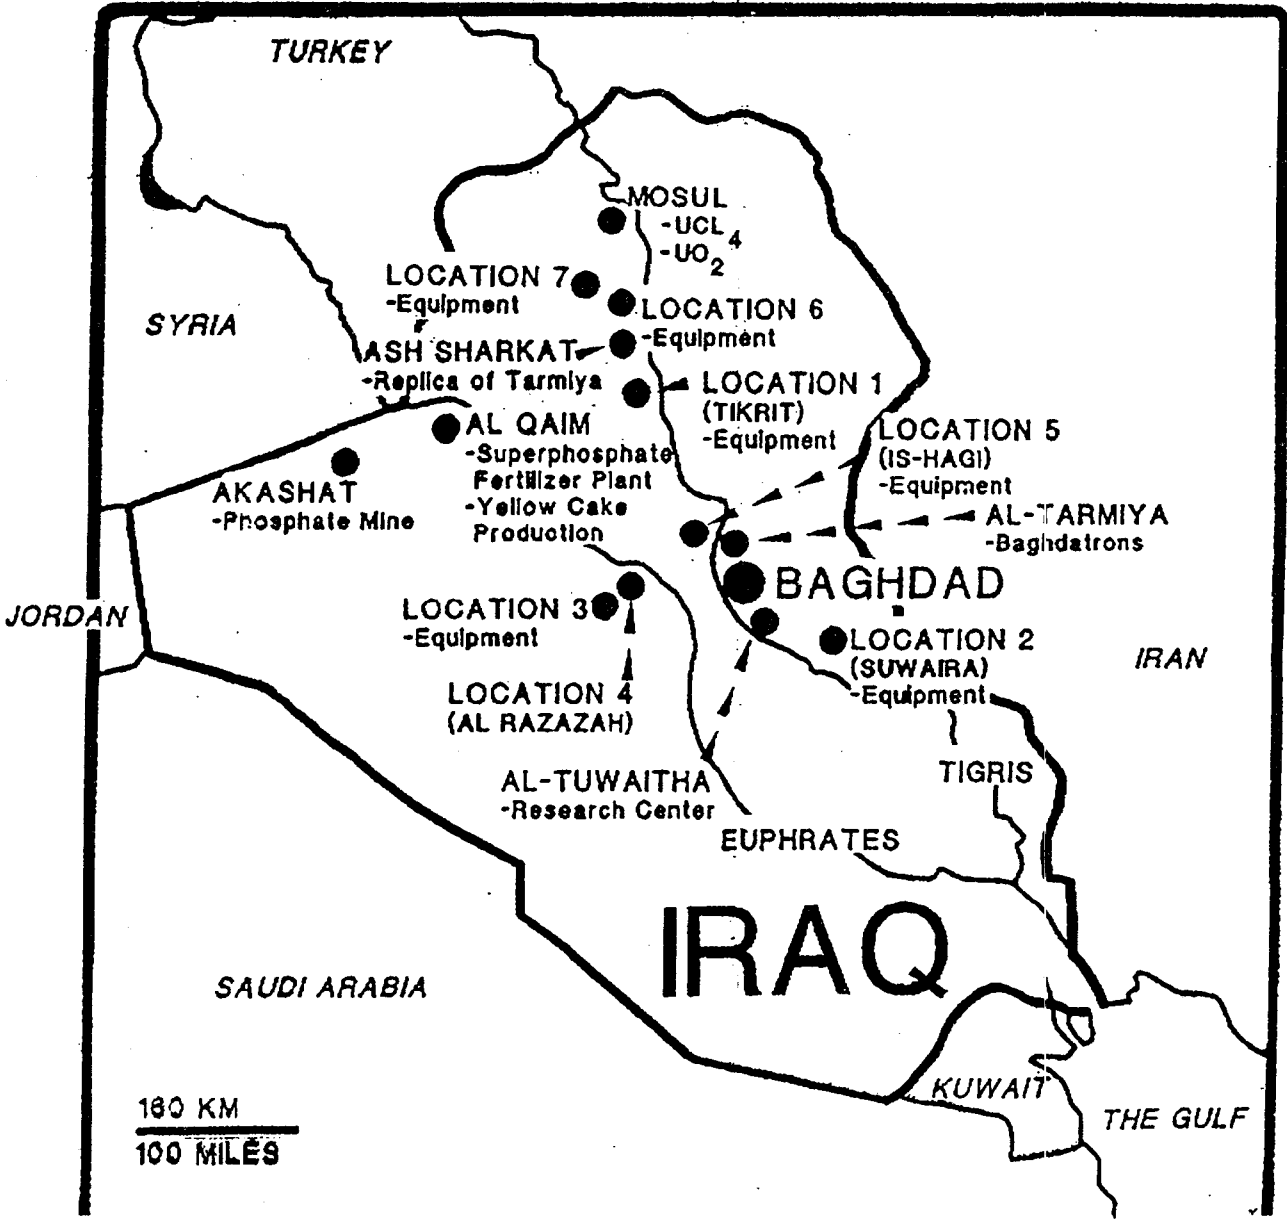 TURKEY
MOSUL
-UCL4
-UO2
LOCATION 7
-Equipment
LOCATION 6
-Equipment
SYRIA
ASH SHARKAT
-Replica of Tarmiya
LOCATION 1
(TIKRIT)
-Equipment
AL QAIM
-Superphosphate
Fertilizer Plant
-Yellow Cake
Production
LOCATION 5
(IS-HAGI)
-Equipment
AKASHAT
-Phosphate Mine
AL-TARMIYA
-Baghdatrons
BAGHDAD
JORDAN
LOCATION 3
-Equipment
LOCATION 2
(SUWAIRA)
-Equipment
IRAN
LOCATION 4
(AL RAZAZAH)
AL-TUWAITHA
-Research Center
TIGRIS
EUPHRATES
IRAQ
SAUDI ARABIA
KUWAIT
THE GULF
160 KM
100 MILES